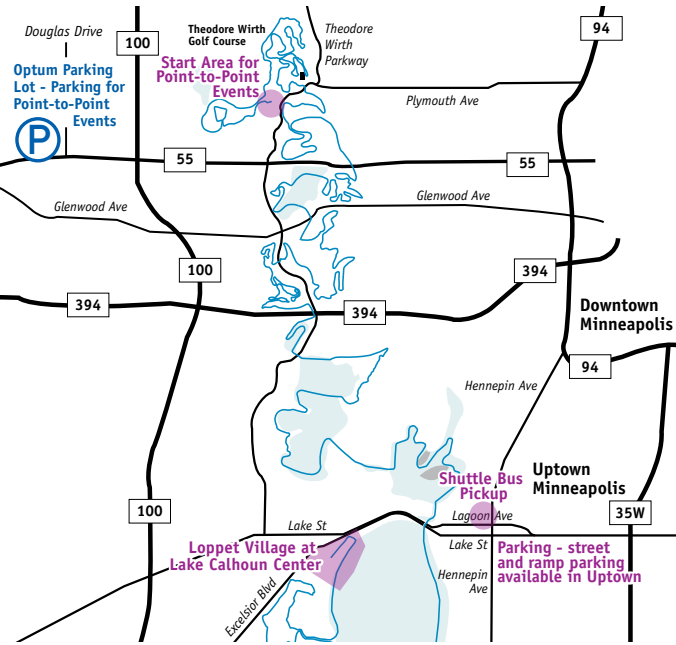 Douglas Drive
100
Theodore Wirth
Golf Course
Theodore
Wirth
Parkway
94
Optum Parking
Lot - Parking for
Point-to-Point
Events
P
Start Area for
Point-to-Point
Events
Plymouth Ave
55
55
Glenwood Ave
Glenwood Ave
100
394
394
394
Downtown
Minneapolis
94
Hennepin Ave
Shuttle Bus
Pickup
Uptown
Minneapolis
100
Lagoon Ave
35W
Lake St
Loppet Village at
Lake Calhoun Center
Lake St
Parking - street
and ramp parking
available in Uptown
Hennepin
Ave
Excelsior Blvd